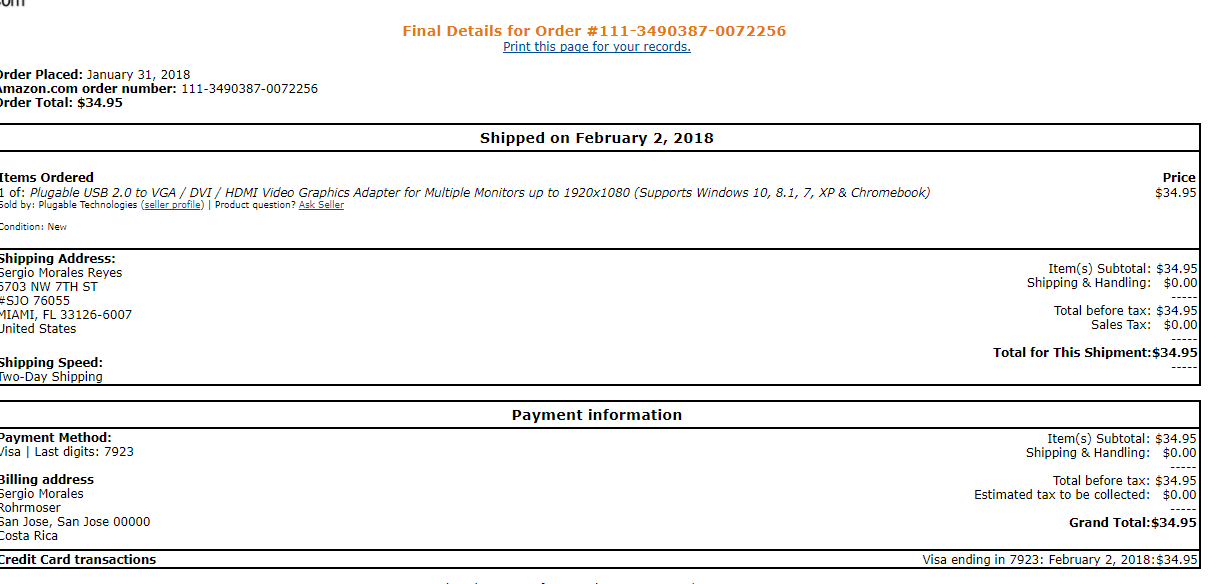 Final Details for Order #111-3490387-0072256
Print this page for your records.
Order Placed: January 31, 2018
Amazon.com order number: 111-3490387-0072256
Order Total: $34.95
Shipped on February 2, 2018
Items Ordered Price
1 of: Plugable USB 2.0 to VGA / DVI / HDMI Video Graphics Adapter for Multiple Monitors up to 1920x1080 (Supports Windows 10, 8.1, 7, XP & Chromebook) $34.95
Sold by: Plugable Technologies (seller profile) | Product question? Ask Seller
Condition: New
Shipping Address:
Sergio Morales Reyes
703 NW 7TH ST
#SJO 76055
MIAMI, FL 33126-6007
United States
Shipping Speed:
Two-Day Shipping
Item(s) Subtotal: $34.95
Shipping & Handling: $0.00
-----
Total before tax: $34.95
Sales Tax: $0.00
-----
Total for This Shipment: $34.95
-----
Payment information
Payment Method:
Visa | Last digits: 7923
Billing address
Sergio Morales
Rohrmoser
San Jose, San Jose 00000
Costa Rica
Item(s) Subtotal: $34.95
Shipping & Handling: $0.00
-----
Total before tax: $34.95
Estimated tax to be collected: $0.00
-----
Grand Total: $34.95
Credit Card transactions
Visa ending in 7923: February 2, 2018: $34.95